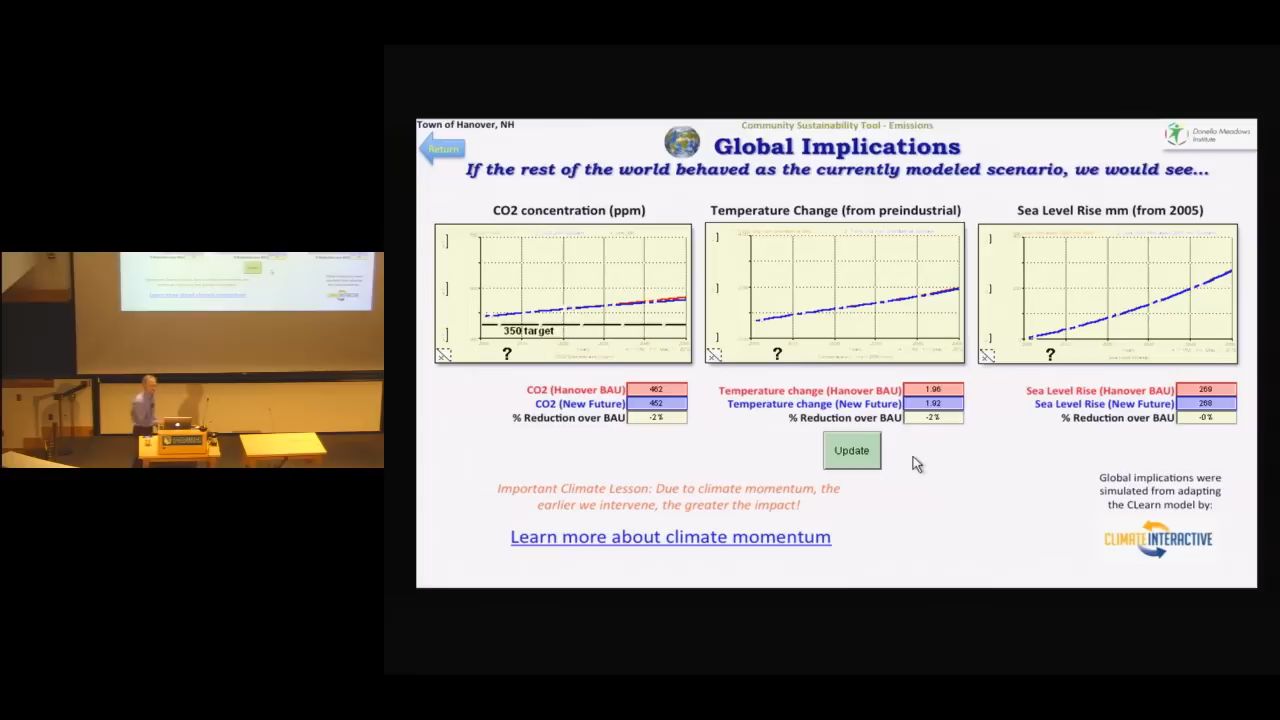 Town of Hanover, NH
Community Sustainability Tool - Emissions
Donella Meadows
Institute
Return
Global Implications
If the rest of the world behaved as the currently modeled scenario, we would see...
CO2 concentration (ppm)
Temperature Change (from preindustrial)
Sea Level Rise mm (from 2005)
350 target
?
?
?
CO2 (Hanover BAU) 462
CO2 (New Future) 452
% Reduction over BAU -2%
Temperature change (Hanover BAU) 1.96
Temperature change (New Future) 1.92
% Reduction over BAU -2%
Sea Level Rise (Hanover BAU) 269
Sea Level Rise (New Future) 268
% Reduction over BAU -0%
Update
Important Climate Lesson: Due to climate momentum, the
earlier we intervene, the greater the impact!
Learn more about climate momentum
Global implications were
simulated from adapting
the CLearn model by:
CLIMATE INTERACTIVE